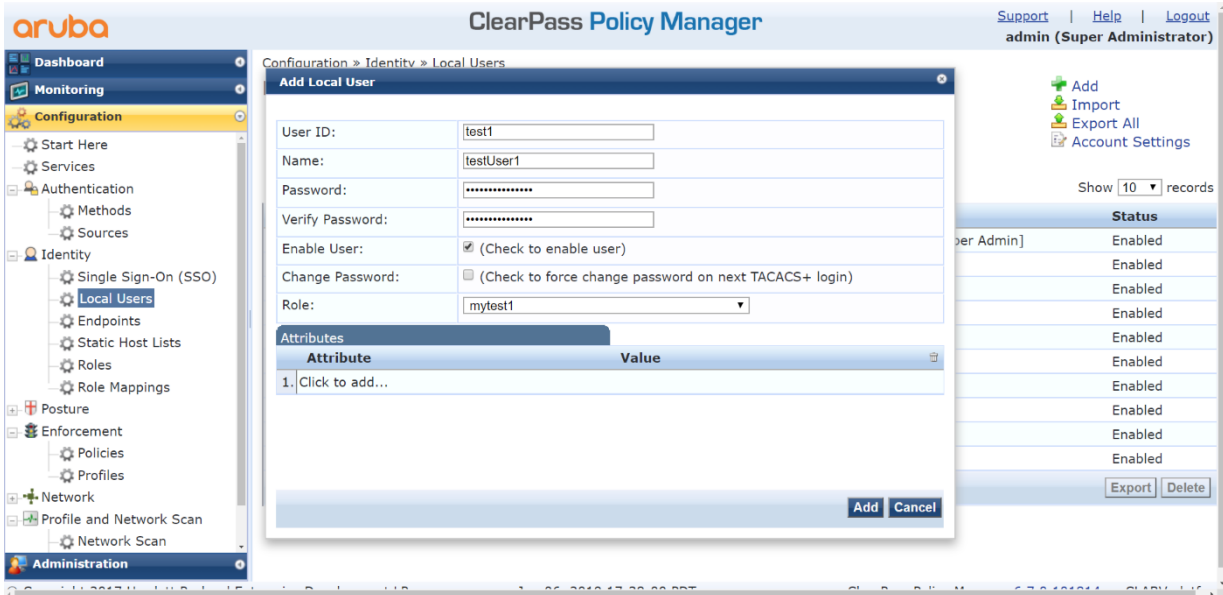 aruba
ClearPass Policy Manager
Support | Help | Logout
admin (Super Administrator)
Dashboard
Monitoring
Configuration
Start Here
Services
Authentication
Methods
Sources
Identity
Single Sign-On (SSO)
Local Users
Endpoints
Static Host Lists
Roles
Role Mappings
Posture
Enforcement
Policies
Profiles
Network
Profile and Network Scan
Network Scan
Administration
Configuration » Identity » Local Users
Add
Import
Export All
Account Settings
Show 10 records
Status
Admin] Enabled
Enabled
Enabled
Enabled
Enabled
Enabled
Enabled
Enabled
Enabled
Enabled
Export Delete
Add Local User
User ID: test1
Name: testUser1
Password: •••••••••••••••
Verify Password: •••••••••••••••
Enable User: (Check to enable user)
Change Password: (Check to force change password on next TACACS+ login)
Role: mytest1
Attributes
Attribute Value
1. Click to add...
Add Cancel